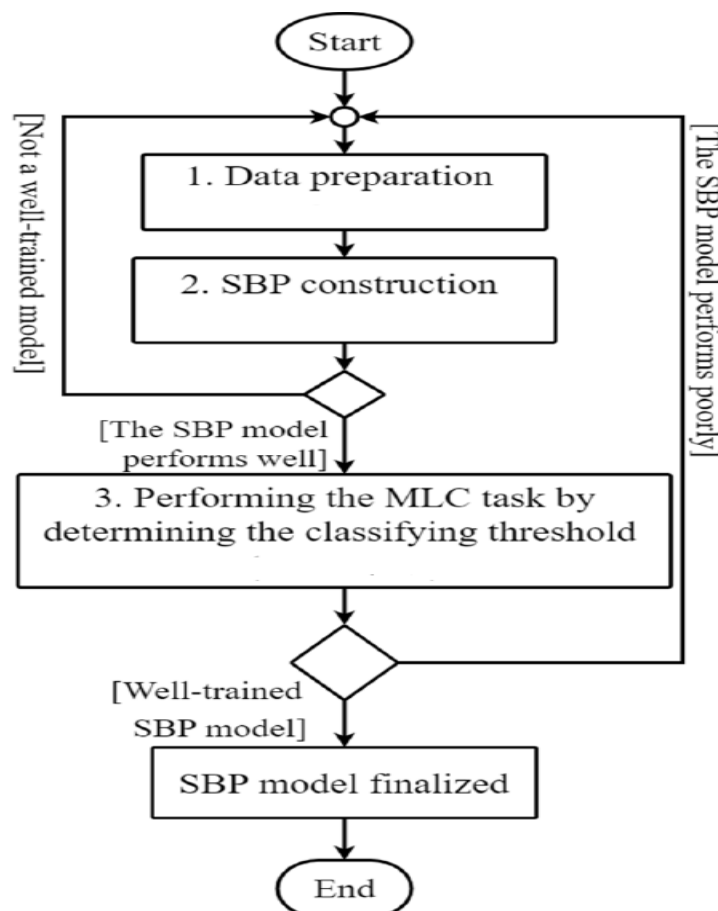 Start
[Not a well-trained model]
[The SBP model performs poorly]
1. Data preparation
2. SBP construction
[The SBP model
performs well]
3. Performing the MLC task by
determining the classifying threshold
[Well-trained
SBP model]
SBP model finalized
End